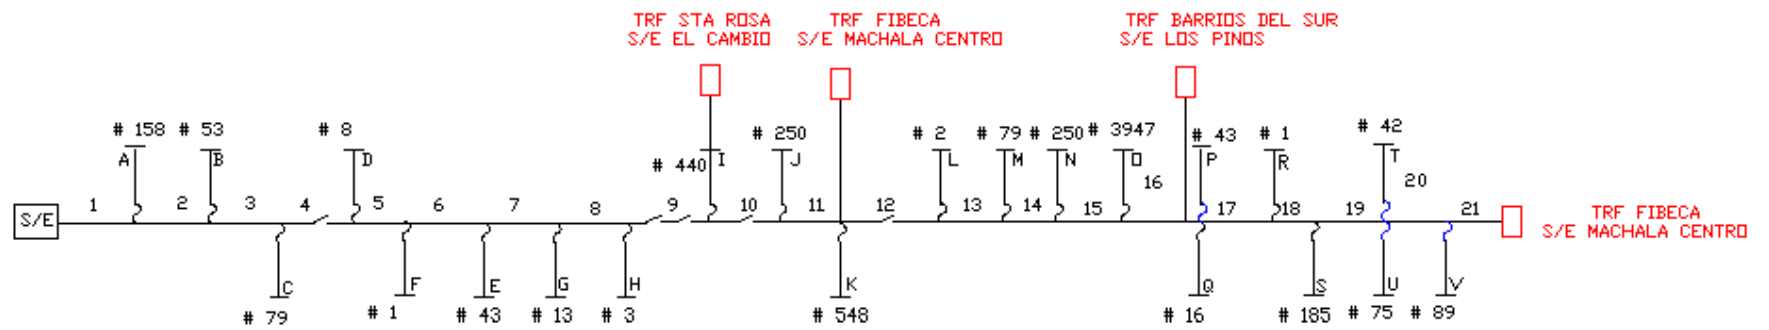 TRF STA ROSA
S/E EL CAMBIO
TRF FIBECA
S/E MACHALA CENTRO
TRF BARRIOS DEL SUR
S/E LOS PINOS
# 158
# 53
# 8
# 440
# 250
# 2
# 79
# 250
# 3947
# 43
# 1
# 42
A
B
D
I
J
L
M
N
O
P
R
T
16
20
S/E
1
2
3
4
5
6
7
8
9
10
11
12
13
14
15
17
18
19
21
TRF FIBECA
S/E MACHALA CENTRO
C
F
E
G
H
K
Q
S
U
V
# 79
# 1
# 43
# 13
# 3
# 548
# 16
# 185
# 75
# 89